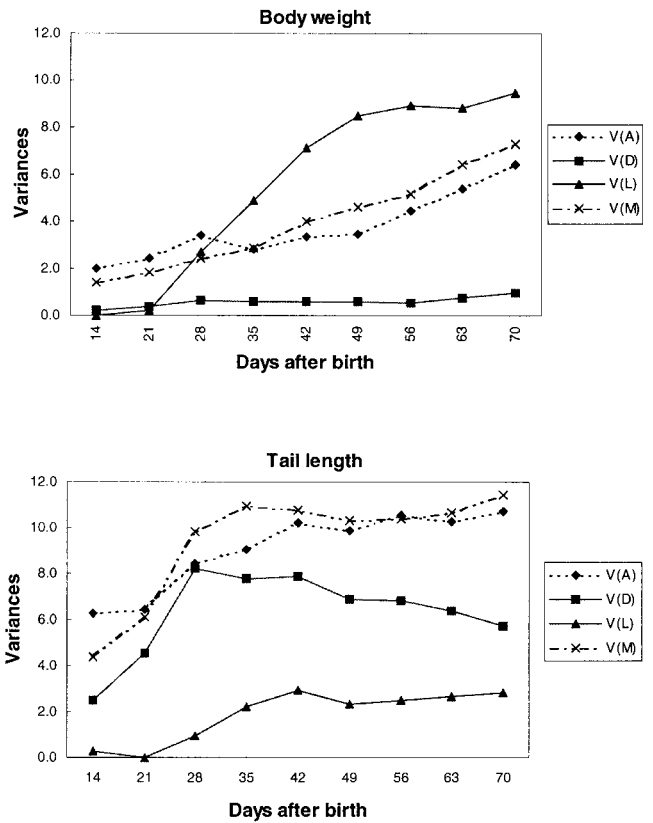 Body weight
12.0
10.0
8.0
6.0
4.0
2.0
0.0
Variances
14 21 28 35 42 49 56 63 70
Days after birth
V(A)
V(D)
V(L)
V(M)
Tail length
12.0
10.0
8.0
6.0
4.0
2.0
0.0
Variances
14 21 28 35 42 49 56 63 70
Days after birth
V(A)
V(D)
V(L)
V(M)